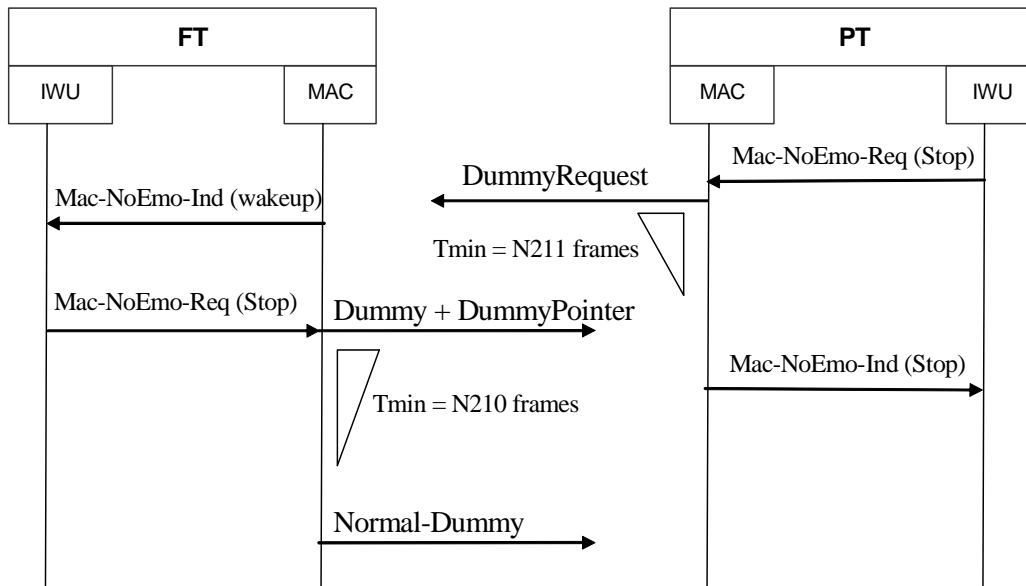 FT
PT
IWU
MAC
MAC
IWU
Mac-NoEmo-Req (Stop)
DummyRequest
Mac-NoEmo-Ind (wakeup)
Tmin = N211 frames
Mac-NoEmo-Req (Stop)
Dummy + DummyPointer
Mac-NoEmo-Ind (Stop)
Tmin = N210 frames
Normal-Dummy